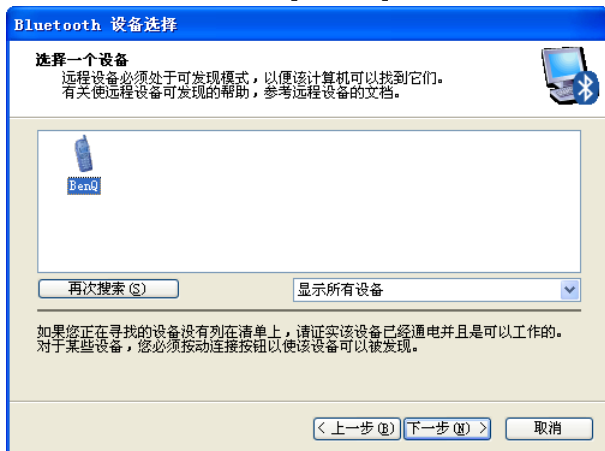 Bluetooth 设备选择
选择一个设备
远程设备必须处于可发现模式，以便该计算机可以找到它们。
有关使远程设备可发现的帮助，参考远程设备的文档。
BenQ
再次搜索(S)
显示所有设备
如果您正在寻找的设备没有列在清单上，请证实该设备已经通电并且是可以工作的。
对于某些设备，您必须按动连接按钮以使该设备可以被发现。
< 上一步(B) 下一步(N) > 取消